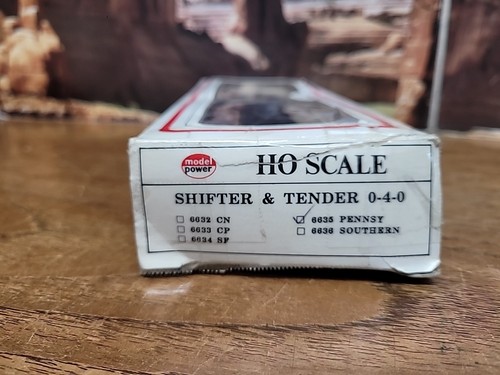 model
power
HO SCALE
SHIFTER & TENDER 0-4-0
6632 CN
6633 CP
6634 SF
6635 PENNSY
6636 SOUTHERN